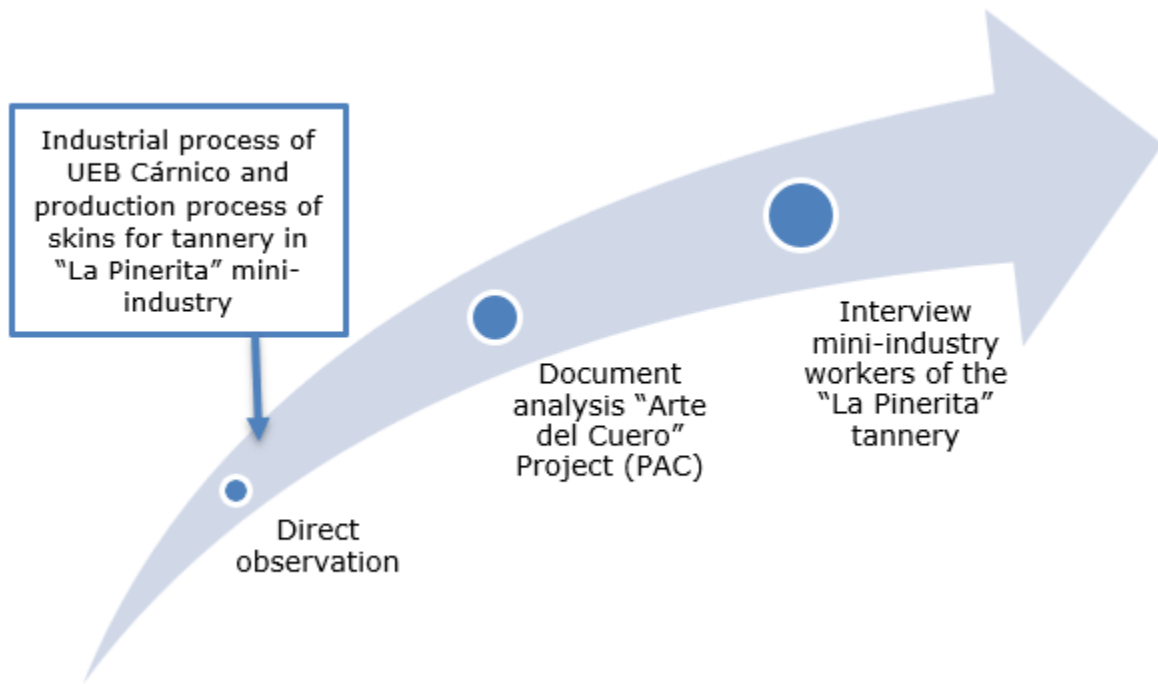 Industrial process of
UEB Cárnico and
production process of
skins for tannery in
“La Pinerita” mini-
industry
Direct
observation
Document
analysis “Arte
del Cuero”
Project (PAC)
Interview
mini-industry
workers of the
“La Pinerita”
tannery